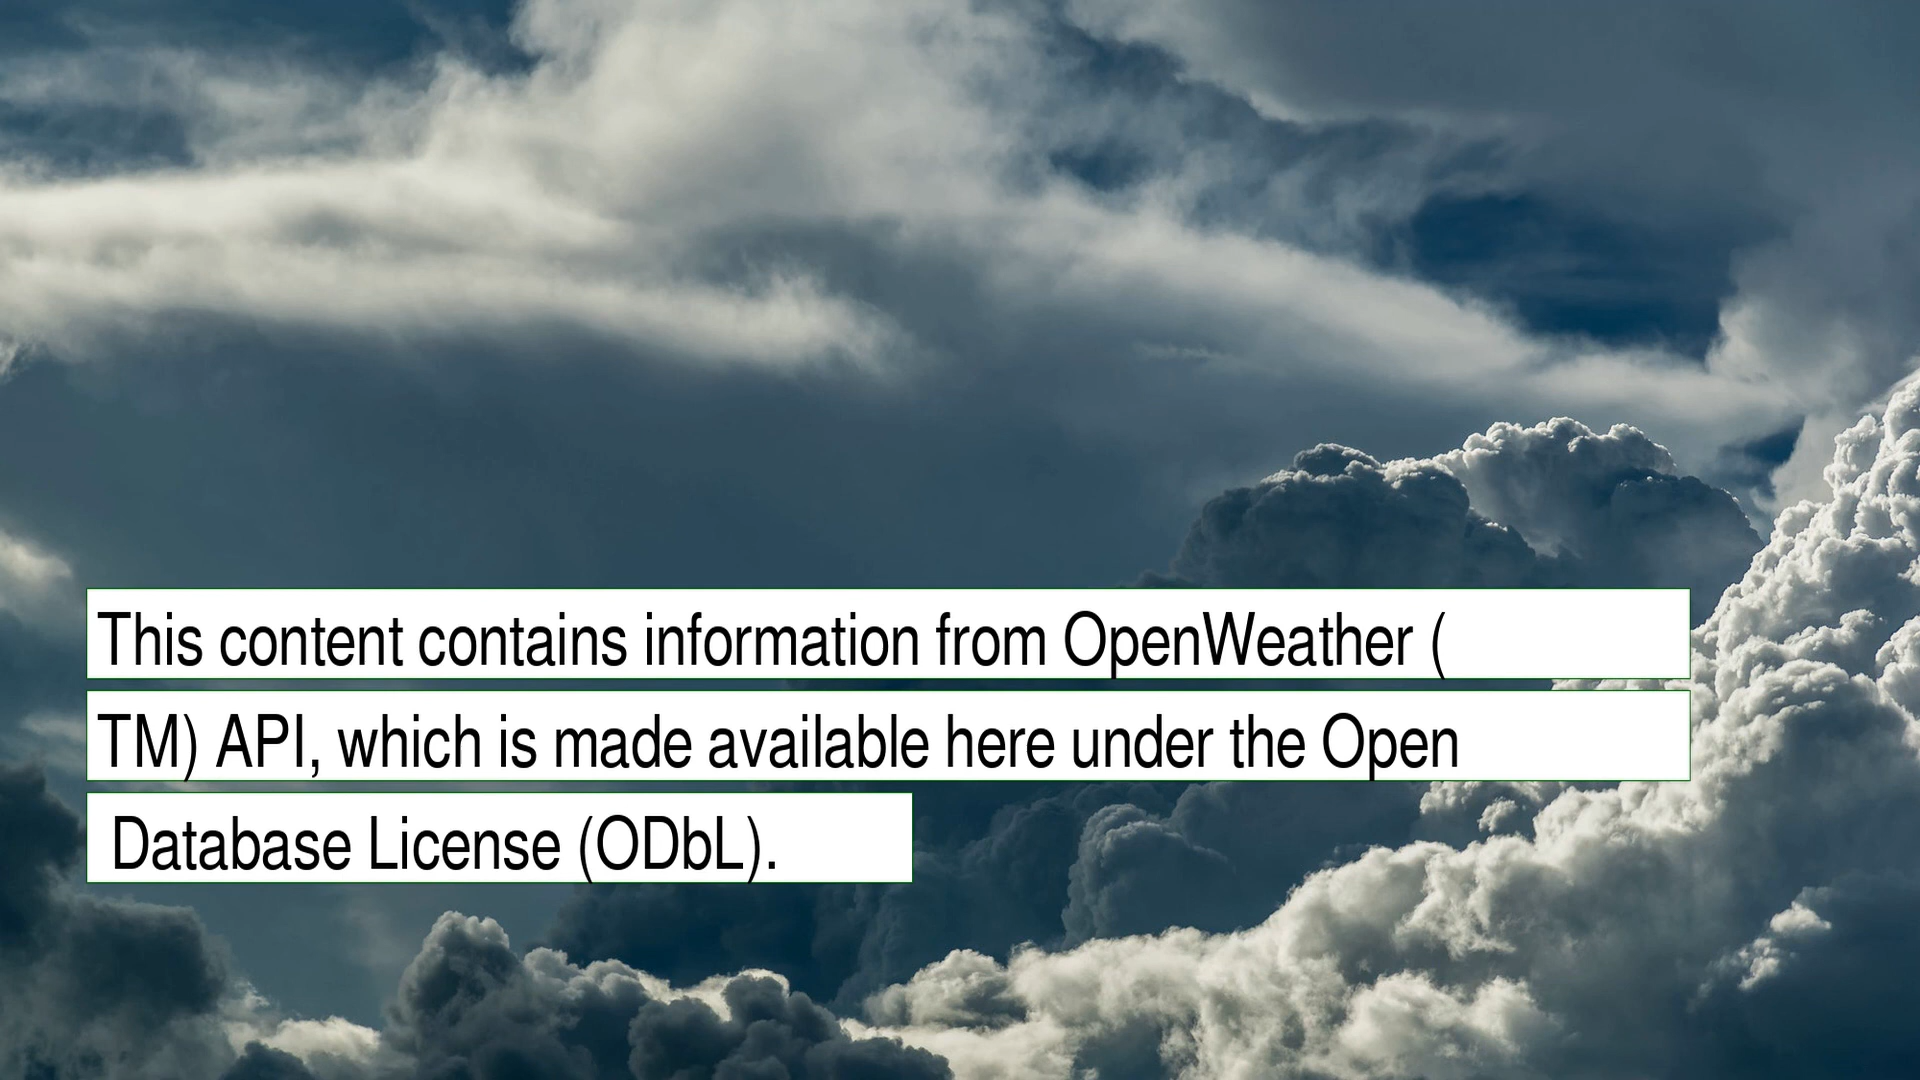 This content contains information from OpenWeather (
TM) API, which is made available here under the Open
Database License (ODbL).